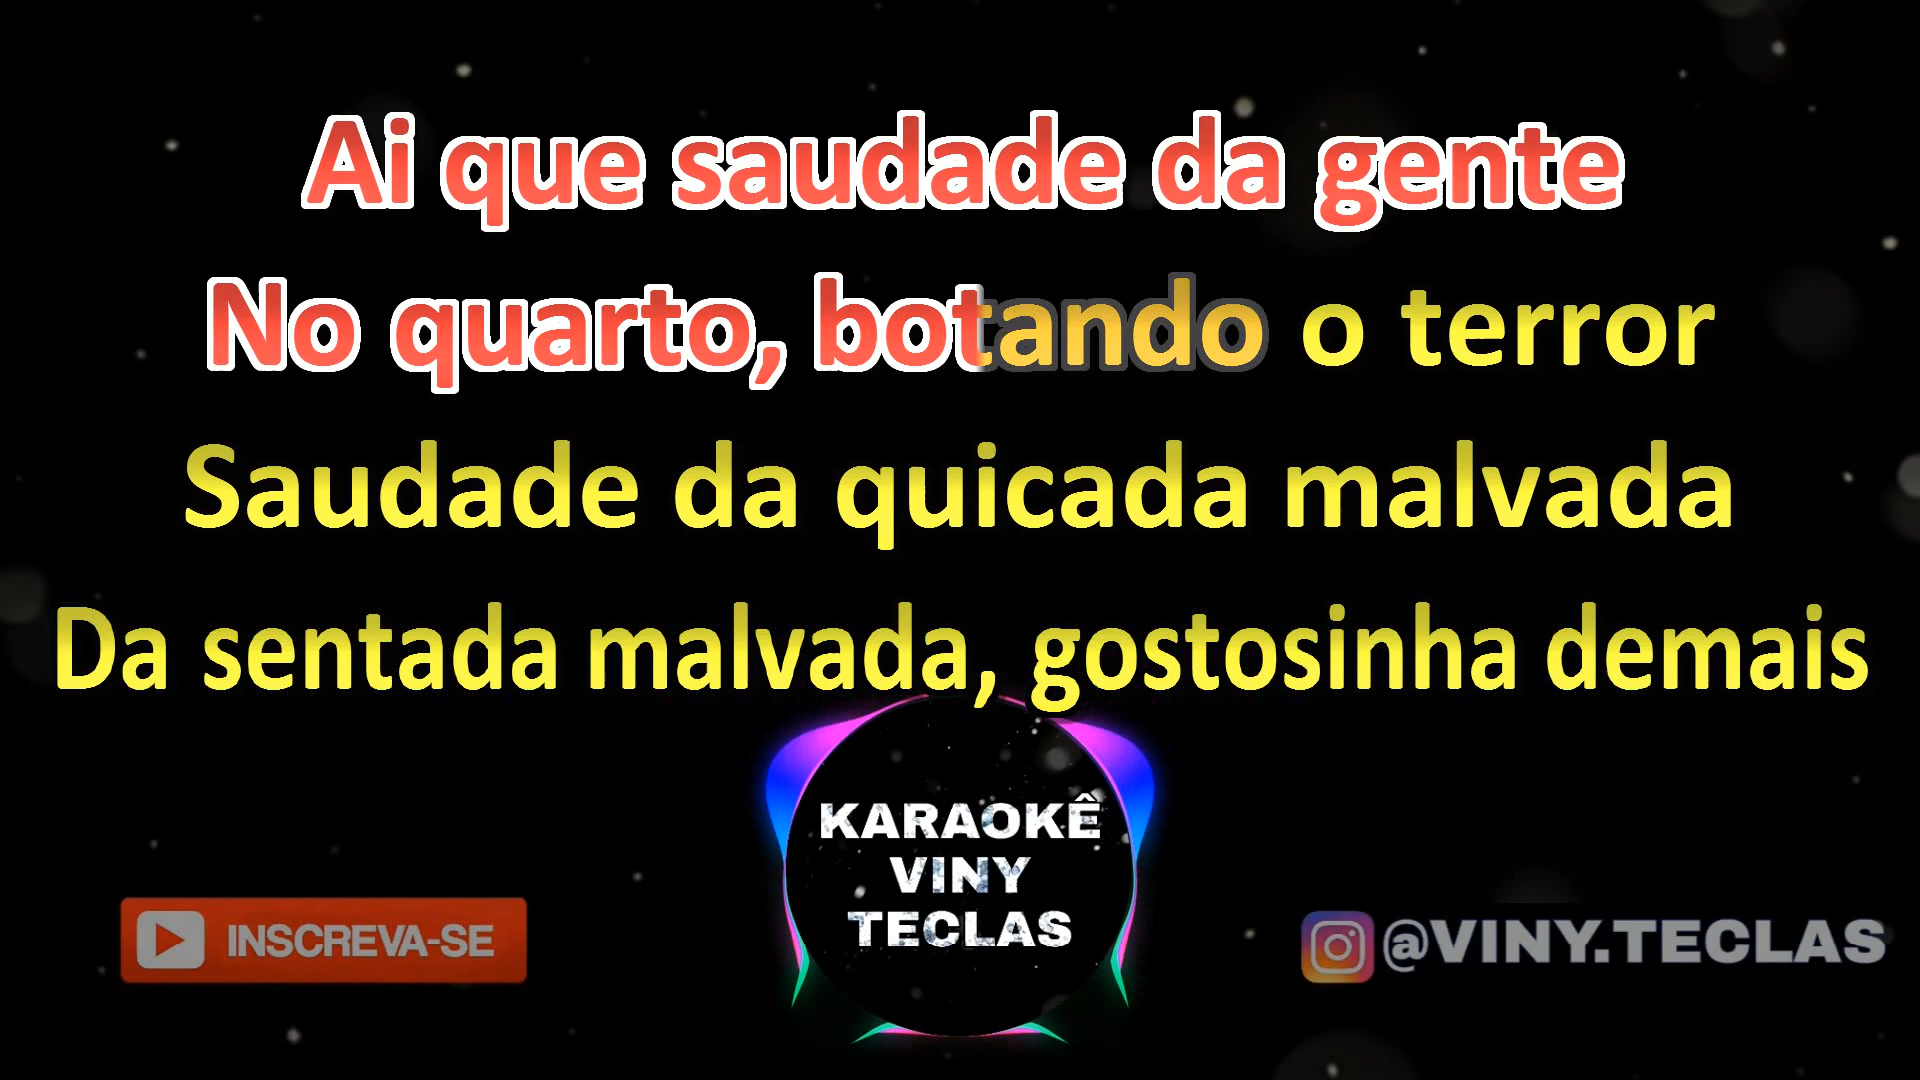 Ai que saudade da gente
No quarto, botando o terror
Saudade da quicada malvada
Da sentada malvada, gostosinha demais
KARAOKÊ
VINY
TECLAS
INSCREVA-SE
@VINY.TECLAS